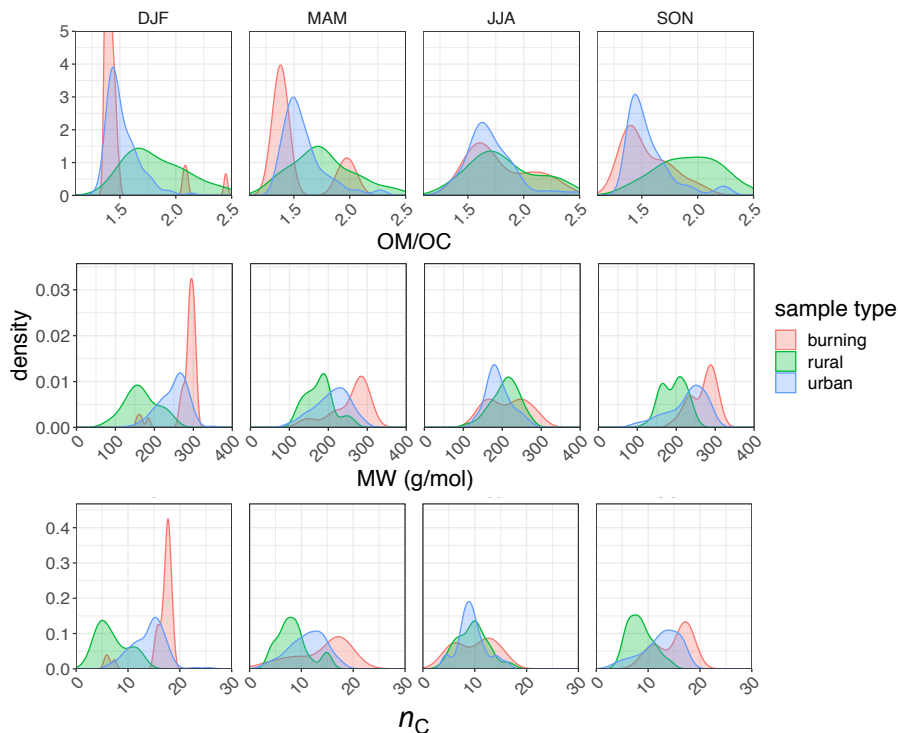 DJF MAM JJA SON
5
4
3
2
1
0
1.5 2.0 2.5 1.5 2.0 2.5 1.5 2.0 2.5 1.5 2.0 2.5
OM/OC
0.03
0.02
0.01
0.00
density
0 100 200 300 400 0 100 200 300 400 0 100 200 300 400 0 100 200 300 400
MW (g/mol)
sample type
burning
rural
urban
0.4
0.3
0.2
0.1
0.0
0 10 20 30 0 10 20 30 0 10 20 30 0 10 20 30
nC